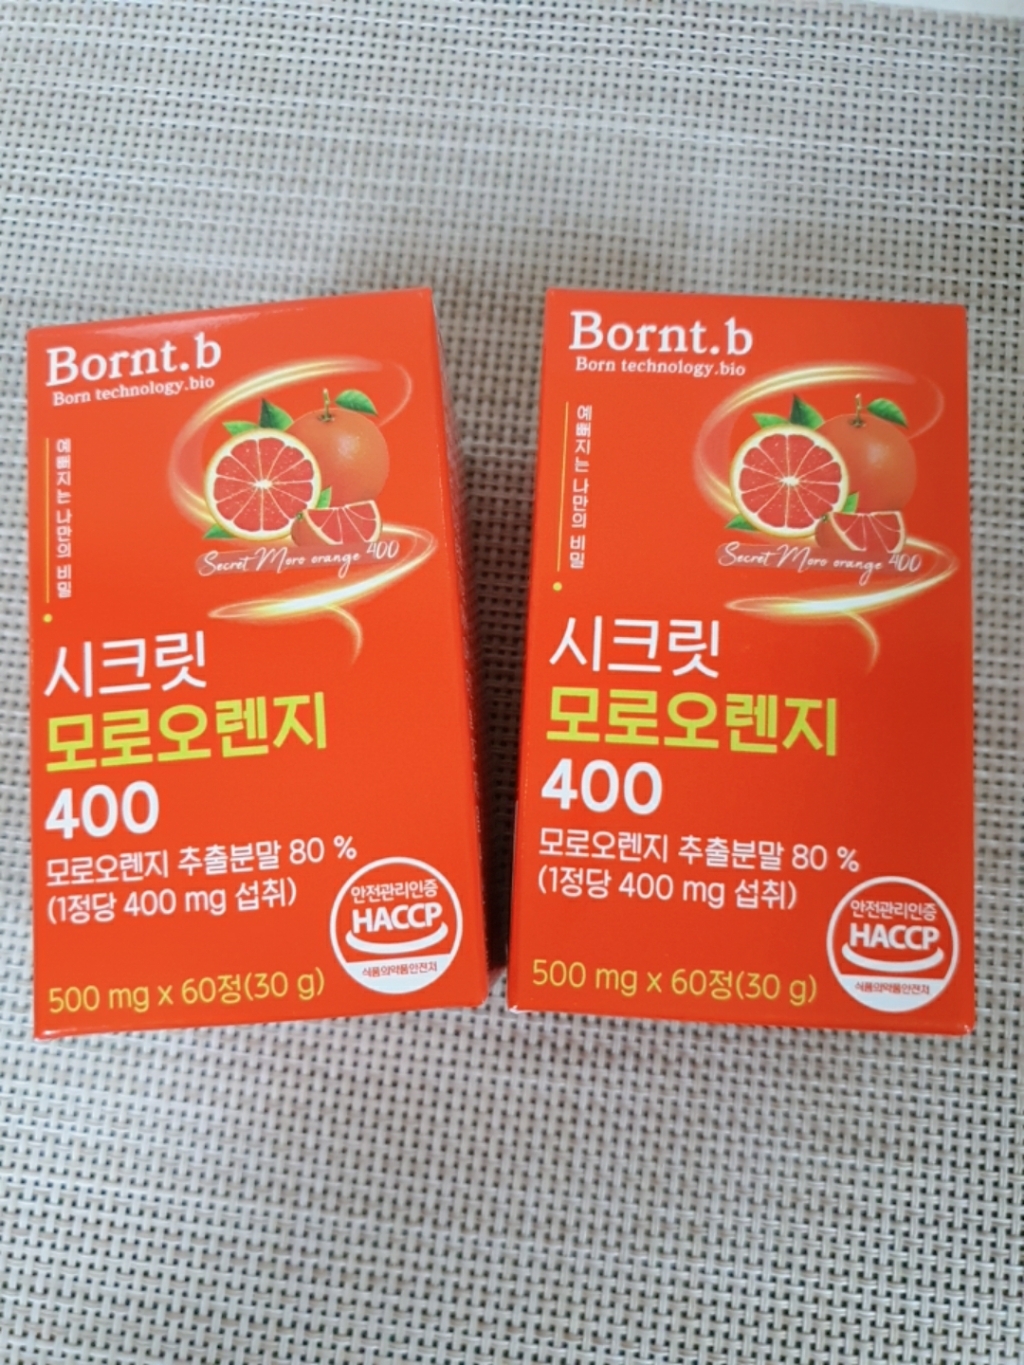 Bornt.b
Born technology.bio
예뻐지는 나만의 비밀
Secret Moro orange 400
시크릿
모로오렌지
400
모로오렌지 추출분말 80 %
(1정당 400 mg 섭취)
안전관리인증
HACCP
식품의약품안전처
500 mg x 60정(30 g)
Bornt.b
Born technology.bio
예뻐지는 나만의 비밀
Secret Moro orange 400
시크릿
모로오렌지
400
모로오렌지 추출분말 80 %
(1정당 400 mg 섭취)
안전관리인증
HACCP
식품의약품안전처
500 mg x 60정(30 g)